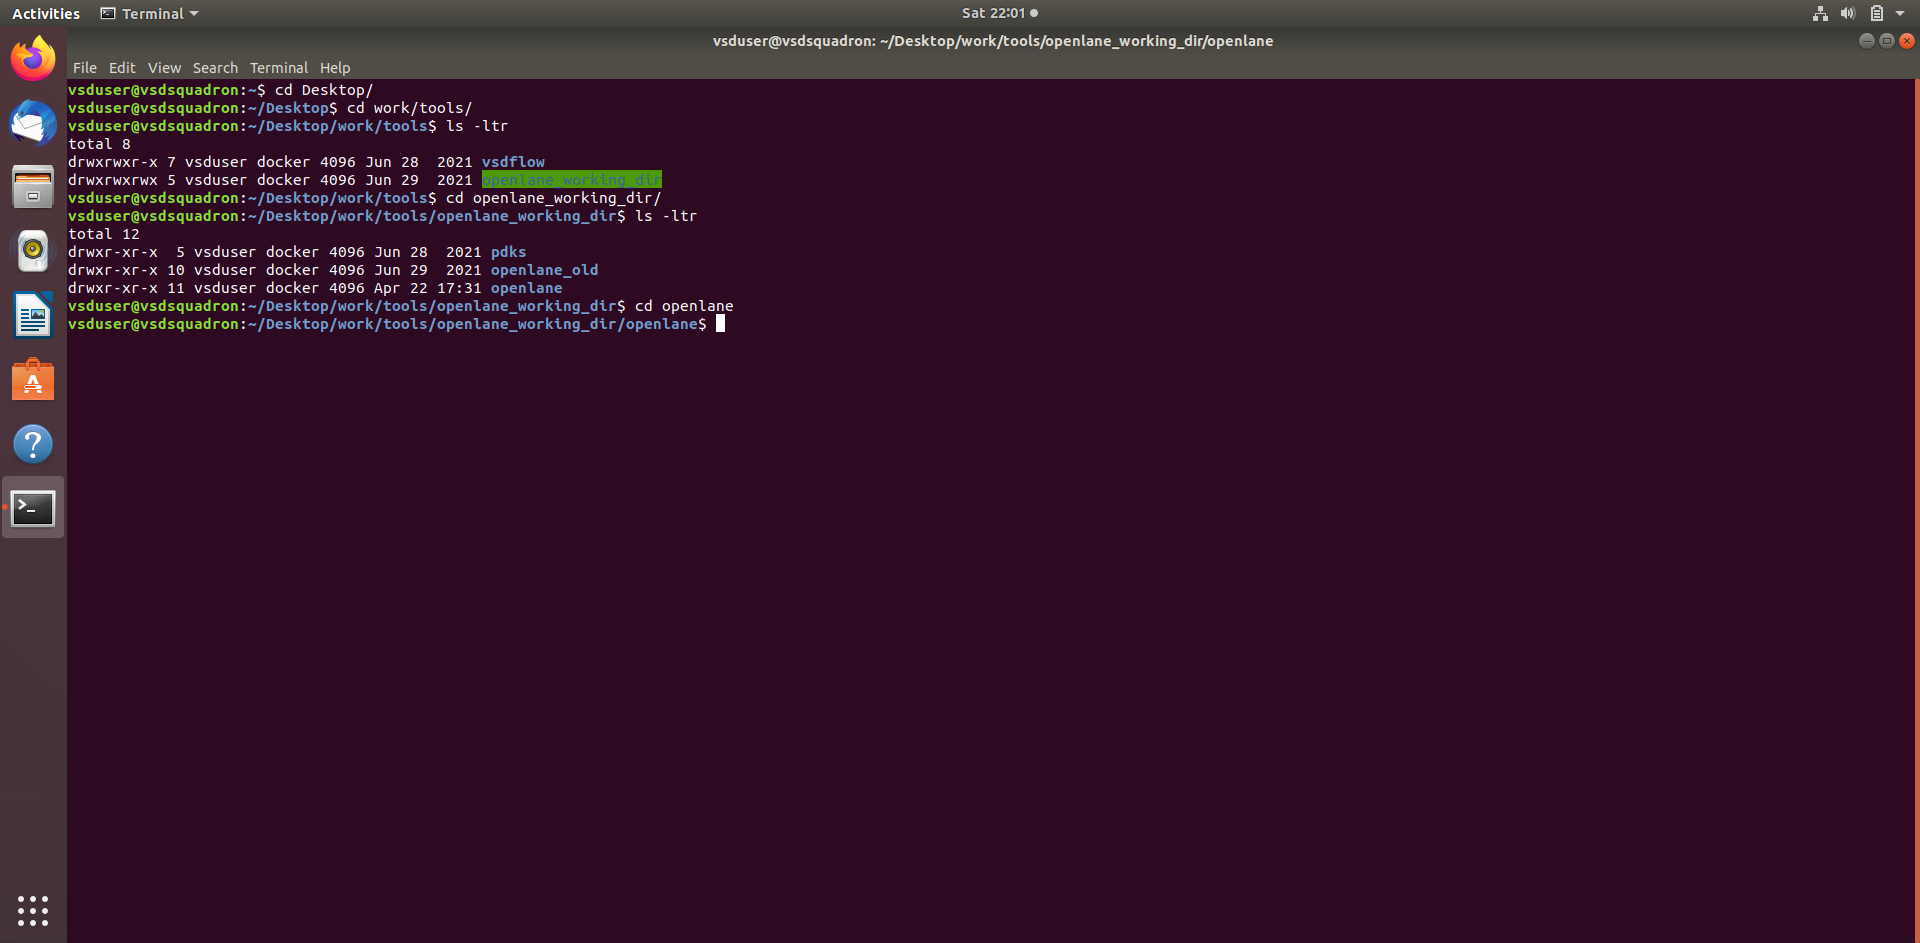 Activities Terminal Sat 22:01
vsduser@vsdsquadron: ~/Desktop/work/tools/openlane_working_dir/openlane
File Edit View Search Terminal Help
vsduser@vsdsquadron:~$ cd Desktop/
vsduser@vsdsquadron:~/Desktop$ cd work/tools/
vsduser@vsdsquadron:~/Desktop/work/tools$ ls -ltr
total 8
drwxrwxr-x 7 vsduser docker 4096 Jun 28  2021 vsdflow
drwxrwxrwx 5 vsduser docker 4096 Jun 29  2021 openlane_working_dir
vsduser@vsdsquadron:~/Desktop/work/tools$ cd openlane_working_dir/
vsduser@vsdsquadron:~/Desktop/work/tools/openlane_working_dir$ ls -ltr
total 12
drwxr-xr-x  5 vsduser docker 4096 Jun 28  2021 pdks
drwxr-xr-x 10 vsduser docker 4096 Jun 29  2021 openlane_old
drwxr-xr-x 11 vsduser docker 4096 Apr 22 17:31 openlane
vsduser@vsdsquadron:~/Desktop/work/tools/openlane_working_dir$ cd openlane
vsduser@vsdsquadron:~/Desktop/work/tools/openlane_working_dir/openlane$